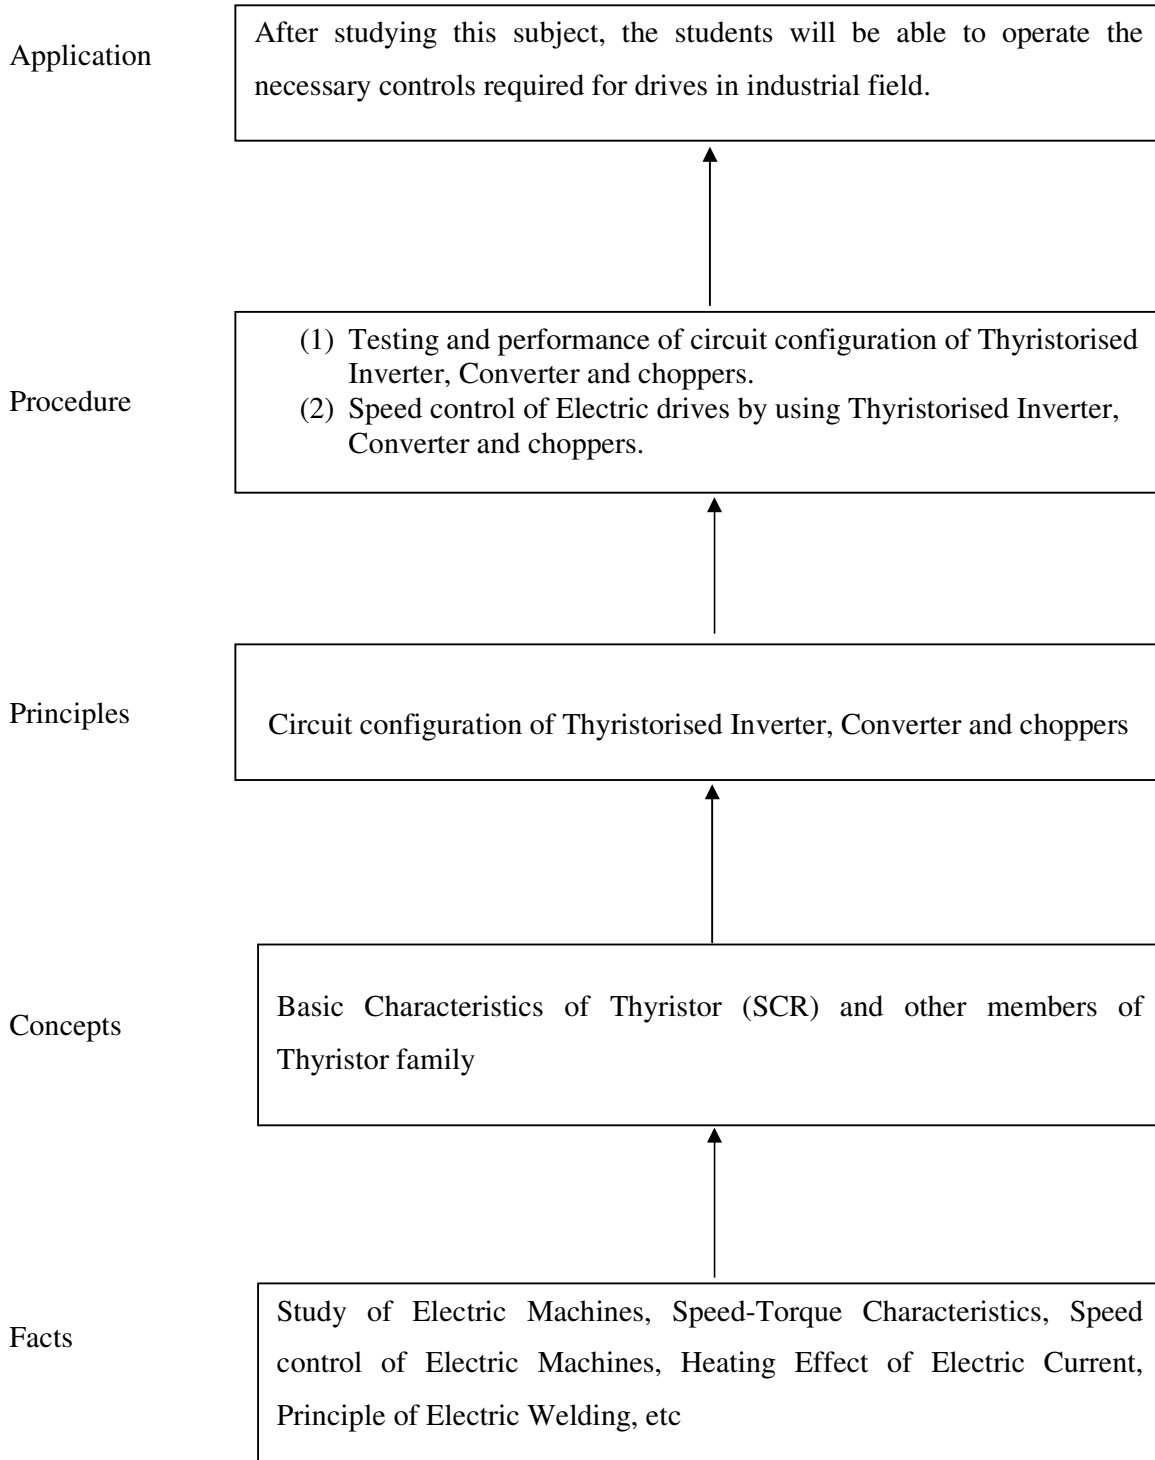 Application
After studying this subject, the students will be able to operate the
necessary controls required for drives in industrial field.
Procedure
(1) Testing and performance of circuit configuration of Thyristorised
Inverter, Converter and choppers.
(2) Speed control of Electric drives by using Thyristorised Inverter,
Converter and choppers.
Principles
Circuit configuration of Thyristorised Inverter, Converter and choppers
Concepts
Basic Characteristics of Thyristor (SCR) and other members of
Thyristor family
Facts
Study of Electric Machines, Speed-Torque Characteristics, Speed
control of Electric Machines, Heating Effect of Electric Current,
Principle of Electric Welding, etc